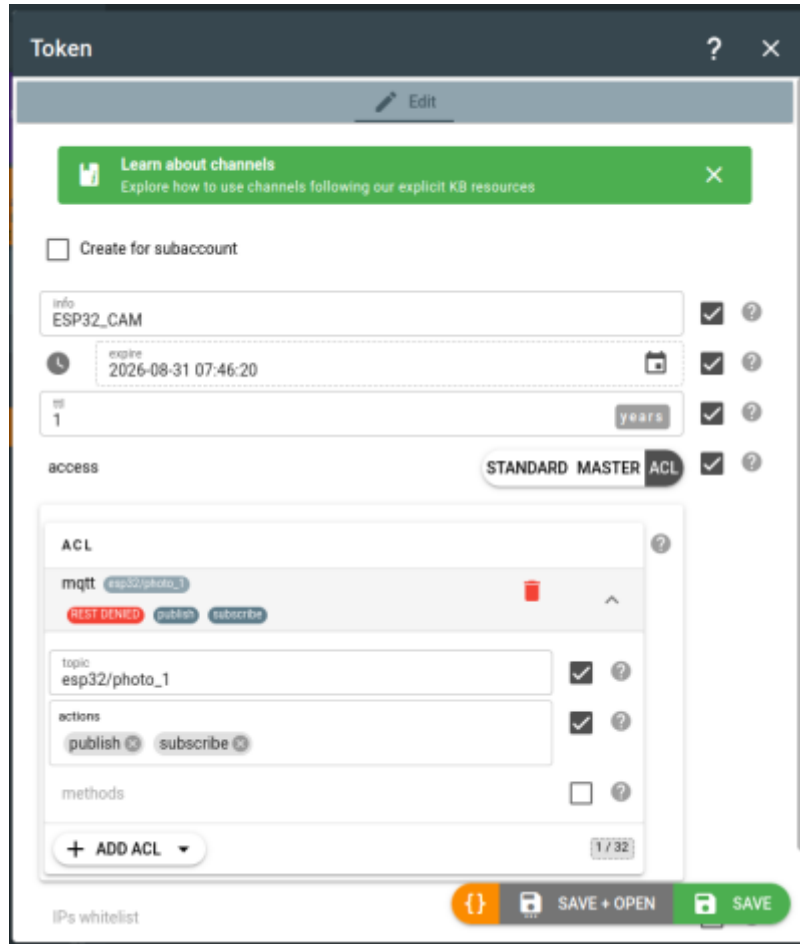 Token ?
Edit
Learn about channels
Explore how to use channels following our explicit KB resources
Create for subaccount
info
ESP32_CAM
expire
2026-08-31 07:46:20
ttl
1 years
access STANDARD MASTER ACL
ACL
mqtt esp32/photo_1
REST DENIED publish subscribe
topic
esp32/photo_1
actions
publish subscribe
methods
+ ADD ACL 1 / 32
{} SAVE + OPEN SAVE
IPs whitelist